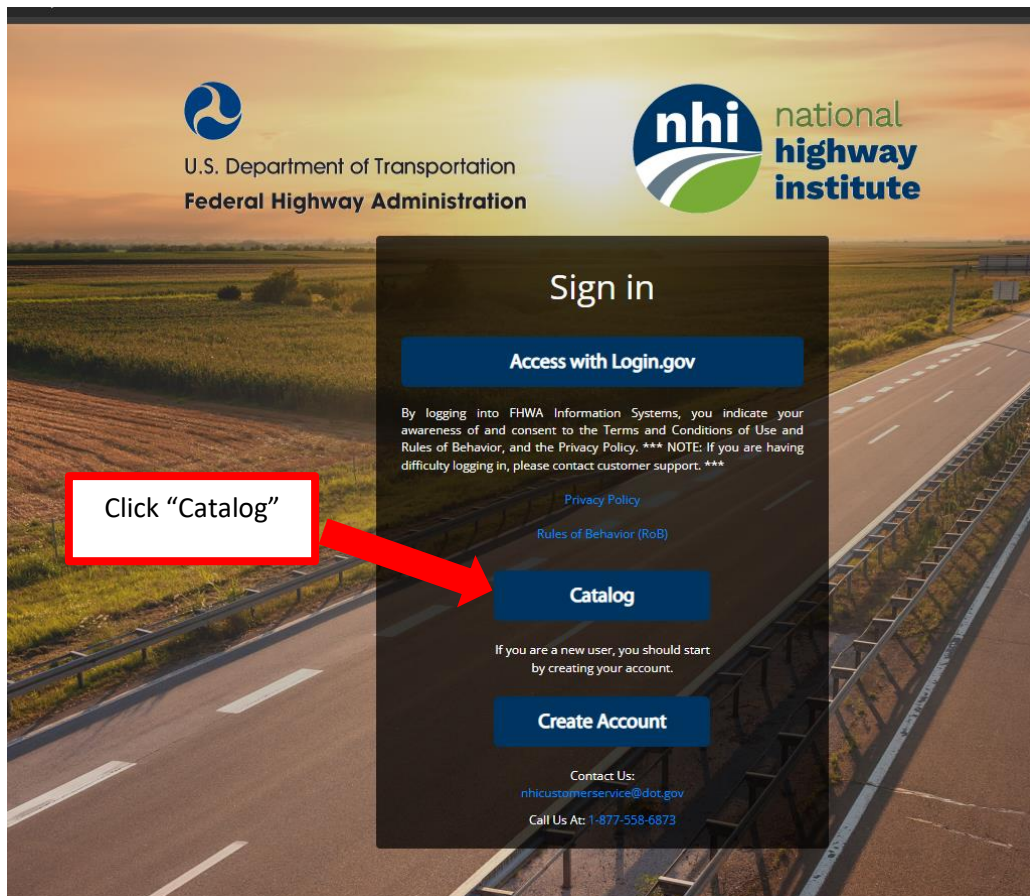 U.S. Department of Transportation
Federal Highway Administration
nhi
national
highway
institute
Sign in
Access with Login.gov
By logging into FHWA Information Systems, you indicate your
awareness of and consent to the Terms and Conditions of Use and
Rules of Behavior, and the Privacy Policy. *** NOTE: If you are having
difficulty logging in, please contact customer support. ***
Privacy Policy
Click “Catalog”
Rules of Behavior (RoB)
Catalog
If you are a new user, you should start
by creating your account.
Create Account
Contact Us:
nhicustomerservice@dot.gov
Call Us At: 1-877-558-6873